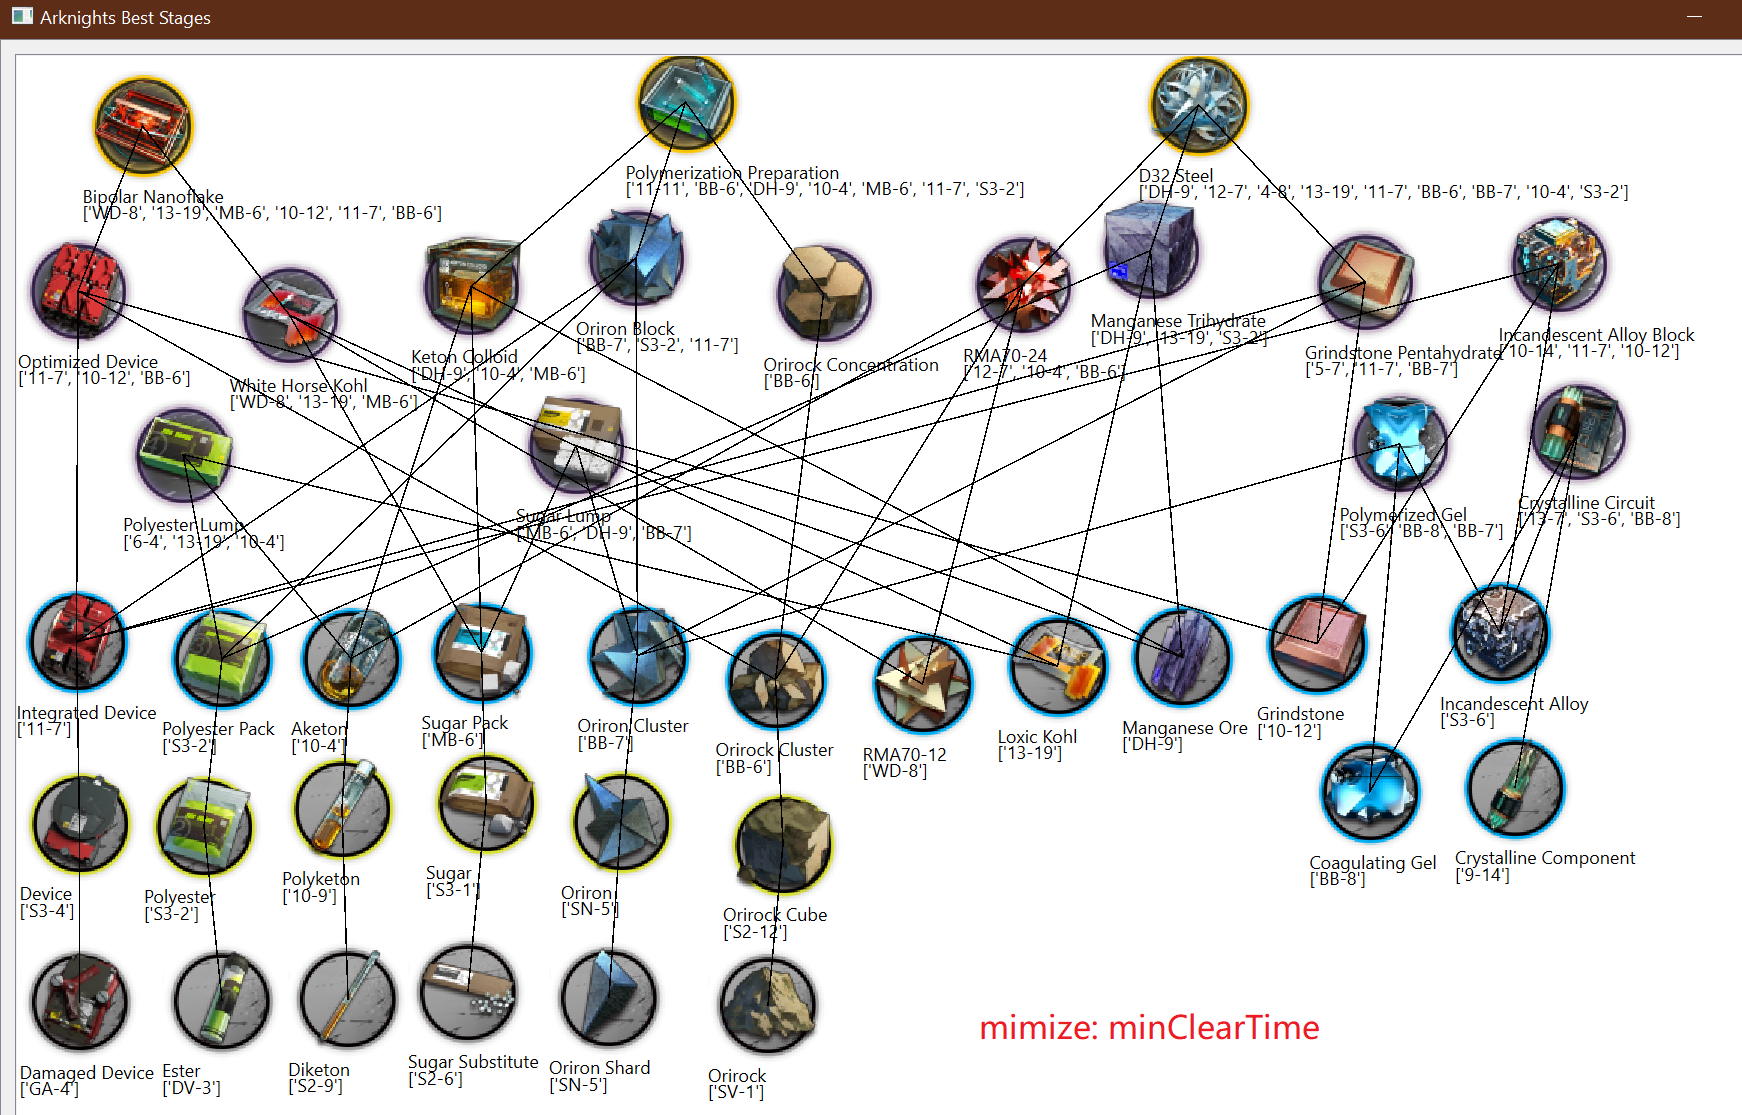 Arknights Best Stages
Bipolar Nanoflake
['WD-8', '13-19', 'MB-6', '10-12', '11-7', 'BB-6']
Polymerization Preparation
['11-11', 'BB-6', 'DH-9', '10-4', 'MB-6', '11-7', 'S3-2']
D32 Steel
['DH-9', '12-7', '4-8', '13-19', '11-7', 'BB-6', 'BB-7', '10-4', 'S3-2']
Optimized Device
['11-7', '10-12', 'BB-6']
White Horse Kohl
['WD-8', '13-19', 'MB-6']
Keton Colloid
['DH-9', '10-4', 'MB-6']
Oriron Block
['BB-7', 'S3-2', '11-7']
Orirock Concentration
['BB-6']
RMA70-24
['12-7', '10-4', 'BB-6']
Manganese Trihydrate
['DH-9', '13-19', 'S3-2']
Grindstone Pentahydrate
['5-7', '11-7', 'BB-7']
Incandescent Alloy Block
['10-14', '11-7', '10-12']
Polyester Lump
['6-4', '13-19', '10-4']
Sugar Lump
['MB-6', 'DH-9', 'BB-7']
Polymerized Gel
['S3-6', 'BB-8', 'BB-7']
Crystalline Circuit
['13-7', 'S3-6', 'BB-8']
Integrated Device
['11-7']
Polyester Pack
['S3-2']
Aketon
['10-4']
Sugar Pack
['MB-6']
Oriron Cluster
['BB-7']
Orirock Cluster
['BB-6']
RMA70-12
['WD-8']
Loxic Kohl
['13-19']
Manganese Ore
['DH-9']
Grindstone
['10-12']
Incandescent Alloy
['S3-6']
Device
['S3-4']
Polyester
['S3-2']
Polyketon
['10-9']
Sugar
['S3-1']
Oriron
['SN-5']
Orirock Cube
['S2-12']
Coagulating Gel
['BB-8']
Crystalline Component
['9-14']
Damaged Device
['GA-4']
Ester
['DV-3']
Diketon
['S2-9']
Sugar Substitute
['S2-6']
Oriron Shard
['SN-5']
Orirock
['SV-1']
mimize: minClearTime